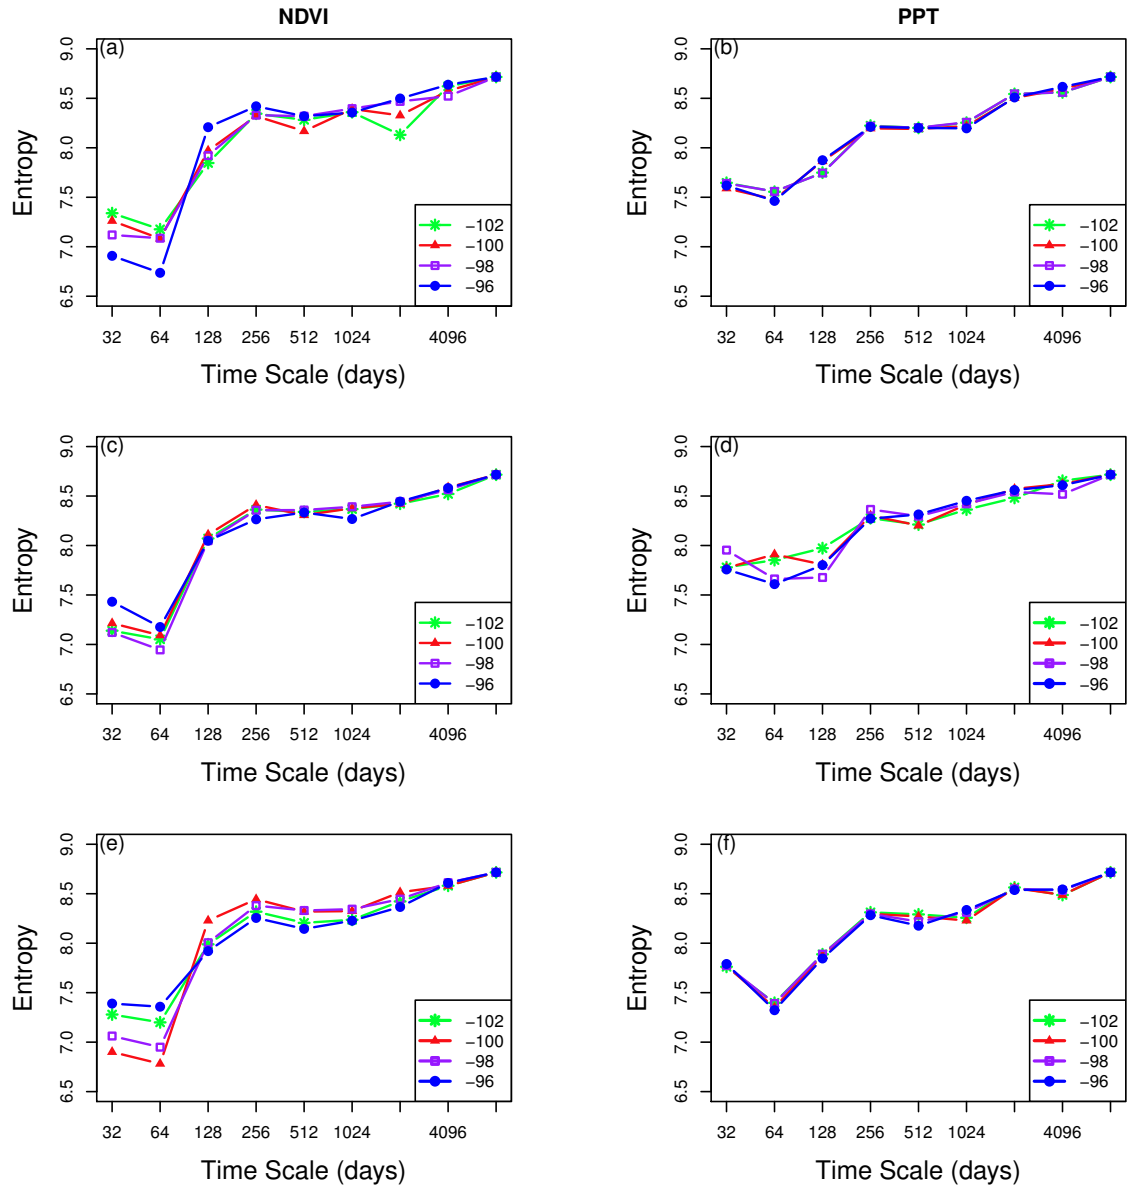 NDVI
PPT
(a)
Entropy
6.5 7.0 7.5 8.0 8.5 9.0
−102
−100
−98
−96
32 64 128 256 512 1024 4096
Time Scale (days)
(b)
Entropy
6.5 7.0 7.5 8.0 8.5 9.0
−102
−100
−98
−96
32 64 128 256 512 1024 4096
Time Scale (days)
(c)
Entropy
6.5 7.0 7.5 8.0 8.5 9.0
−102
−100
−98
−96
32 64 128 256 512 1024 4096
Time Scale (days)
(d)
Entropy
6.5 7.0 7.5 8.0 8.5 9.0
−102
−100
−98
−96
32 64 128 256 512 1024 4096
Time Scale (days)
(e)
Entropy
6.5 7.0 7.5 8.0 8.5 9.0
−102
−100
−98
−96
32 64 128 256 512 1024 4096
Time Scale (days)
(f)
Entropy
6.5 7.0 7.5 8.0 8.5 9.0
−102
−100
−98
−96
32 64 128 256 512 1024 4096
Time Scale (days)